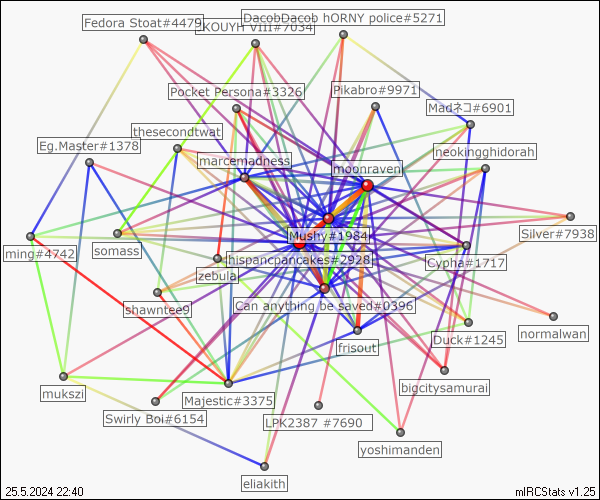 DacobDacob hORNY police#5271
Fedora Stoat#4479
JKOUYH VIII#7034
Pocket Persona#3326
Pikabro#9971
Madネコ#6901
thesecondtwat
Eg.Master#1378
marcemadness
neokingghidorah
moonraven
Silver#7938
Mushy#1984
ming#4742
somass
hispancpancakes#2928
Cypha#1717
zebula
shawntee9
Can anything be saved#0396
normalwan
Duck#1245
frisout
bigcitysamurai
mukszi
Majestic#3375
Swirly Boi#6154
LPK2387 #7690
yoshimanden
eliakith
25.5.2024 22:40
mIRCStats v1.25